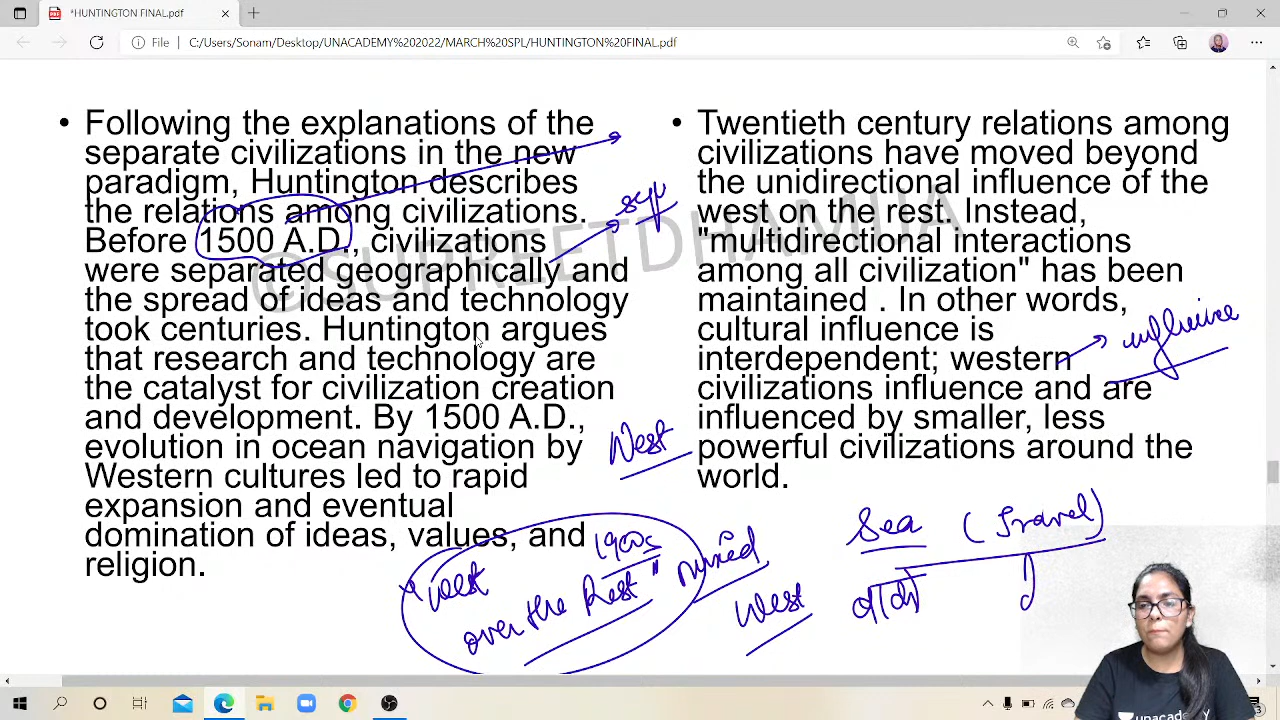 *HUNTINGTON FINAL.pdf
File
C:/Users/Sonam/Desktop/UNACADEMY%202022/MARCH%20SPL/HUNTINGTON%20FINAL.pdf
• Following the explanations of the
separate civilizations in the new
paradigm, Huntington describes
the relations among civilizations.
Before 1500 A.D., civilizations
were separated geographically and
the spread of ideas and technology
took centuries. Huntington argues
that research and technology are
the catalyst for civilization creation
and development. By 1500 A.D.,
evolution in ocean navigation by
Western cultures led to rapid
expansion and eventual
domination of ideas, values, and
religion.
• Twentieth century relations among
civilizations have moved beyond
the unidirectional influence of the
west on the rest. Instead,
"multidirectional interactions
among all civilization" has been
maintained . In other words,
cultural influence is
interdependent; western
civilizations influence and are
influenced by smaller, less
powerful civilizations around the
world.
©SUPREETDHAMIJA
influence
West
Sea (Travel)
1900s
West
over the Rest"
mixed
West
unacademy